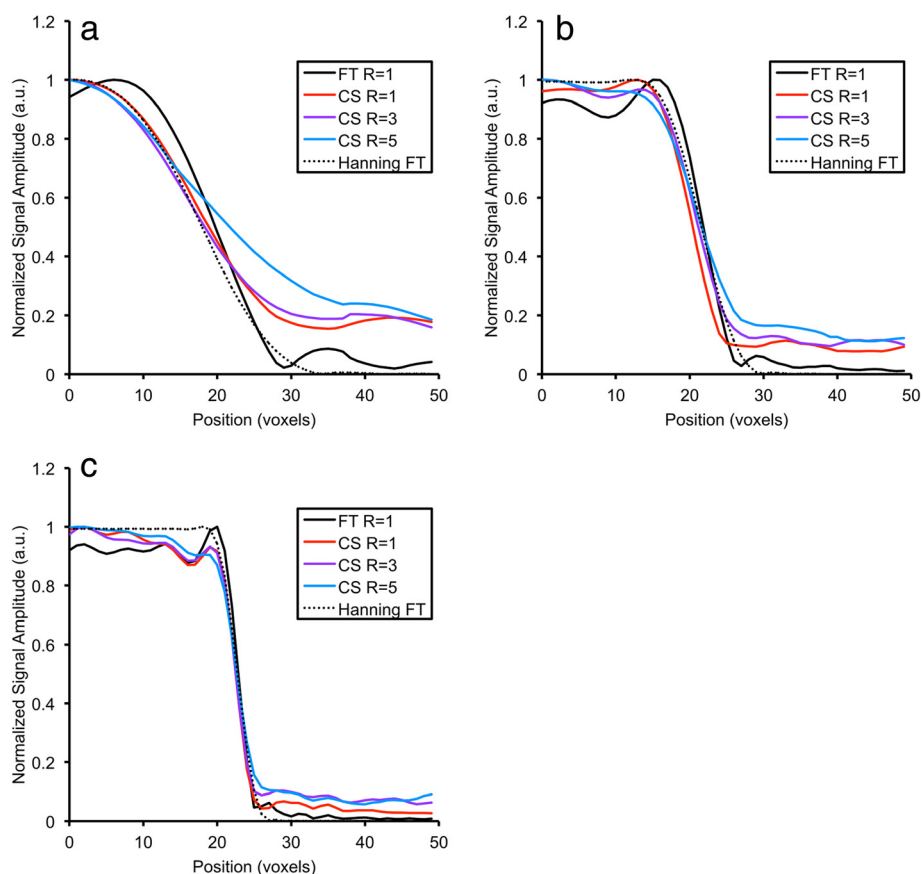 a
1.2
1
0.8
0.6
0.4
0.2
0
Normalized Signal Amplitude (a.u.)
0 10 20 30 40 50
Position (voxels)
FT R=1
CS R=1
CS R=3
CS R=5
Hanning FT
b
1.2
1
0.8
0.6
0.4
0.2
0
Normalized Signal Amplitude (a.u.)
0 10 20 30 40 50
Position (voxels)
FT R=1
CS R=1
CS R=3
CS R=5
Hanning FT
c
1.2
1
0.8
0.6
0.4
0.2
0
Normalized Signal Amplitude (a.u.)
0 10 20 30 40 50
Position (voxels)
FT R=1
CS R=1
CS R=3
CS R=5
Hanning FT